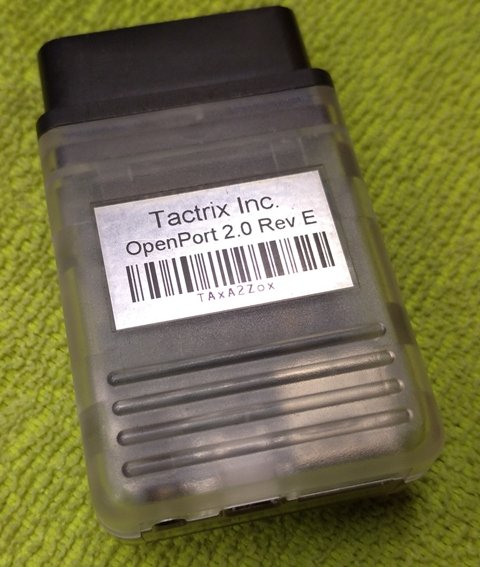 Tactrix Inc.
OpenPort 2.0 Rev E
TAxA2Zox